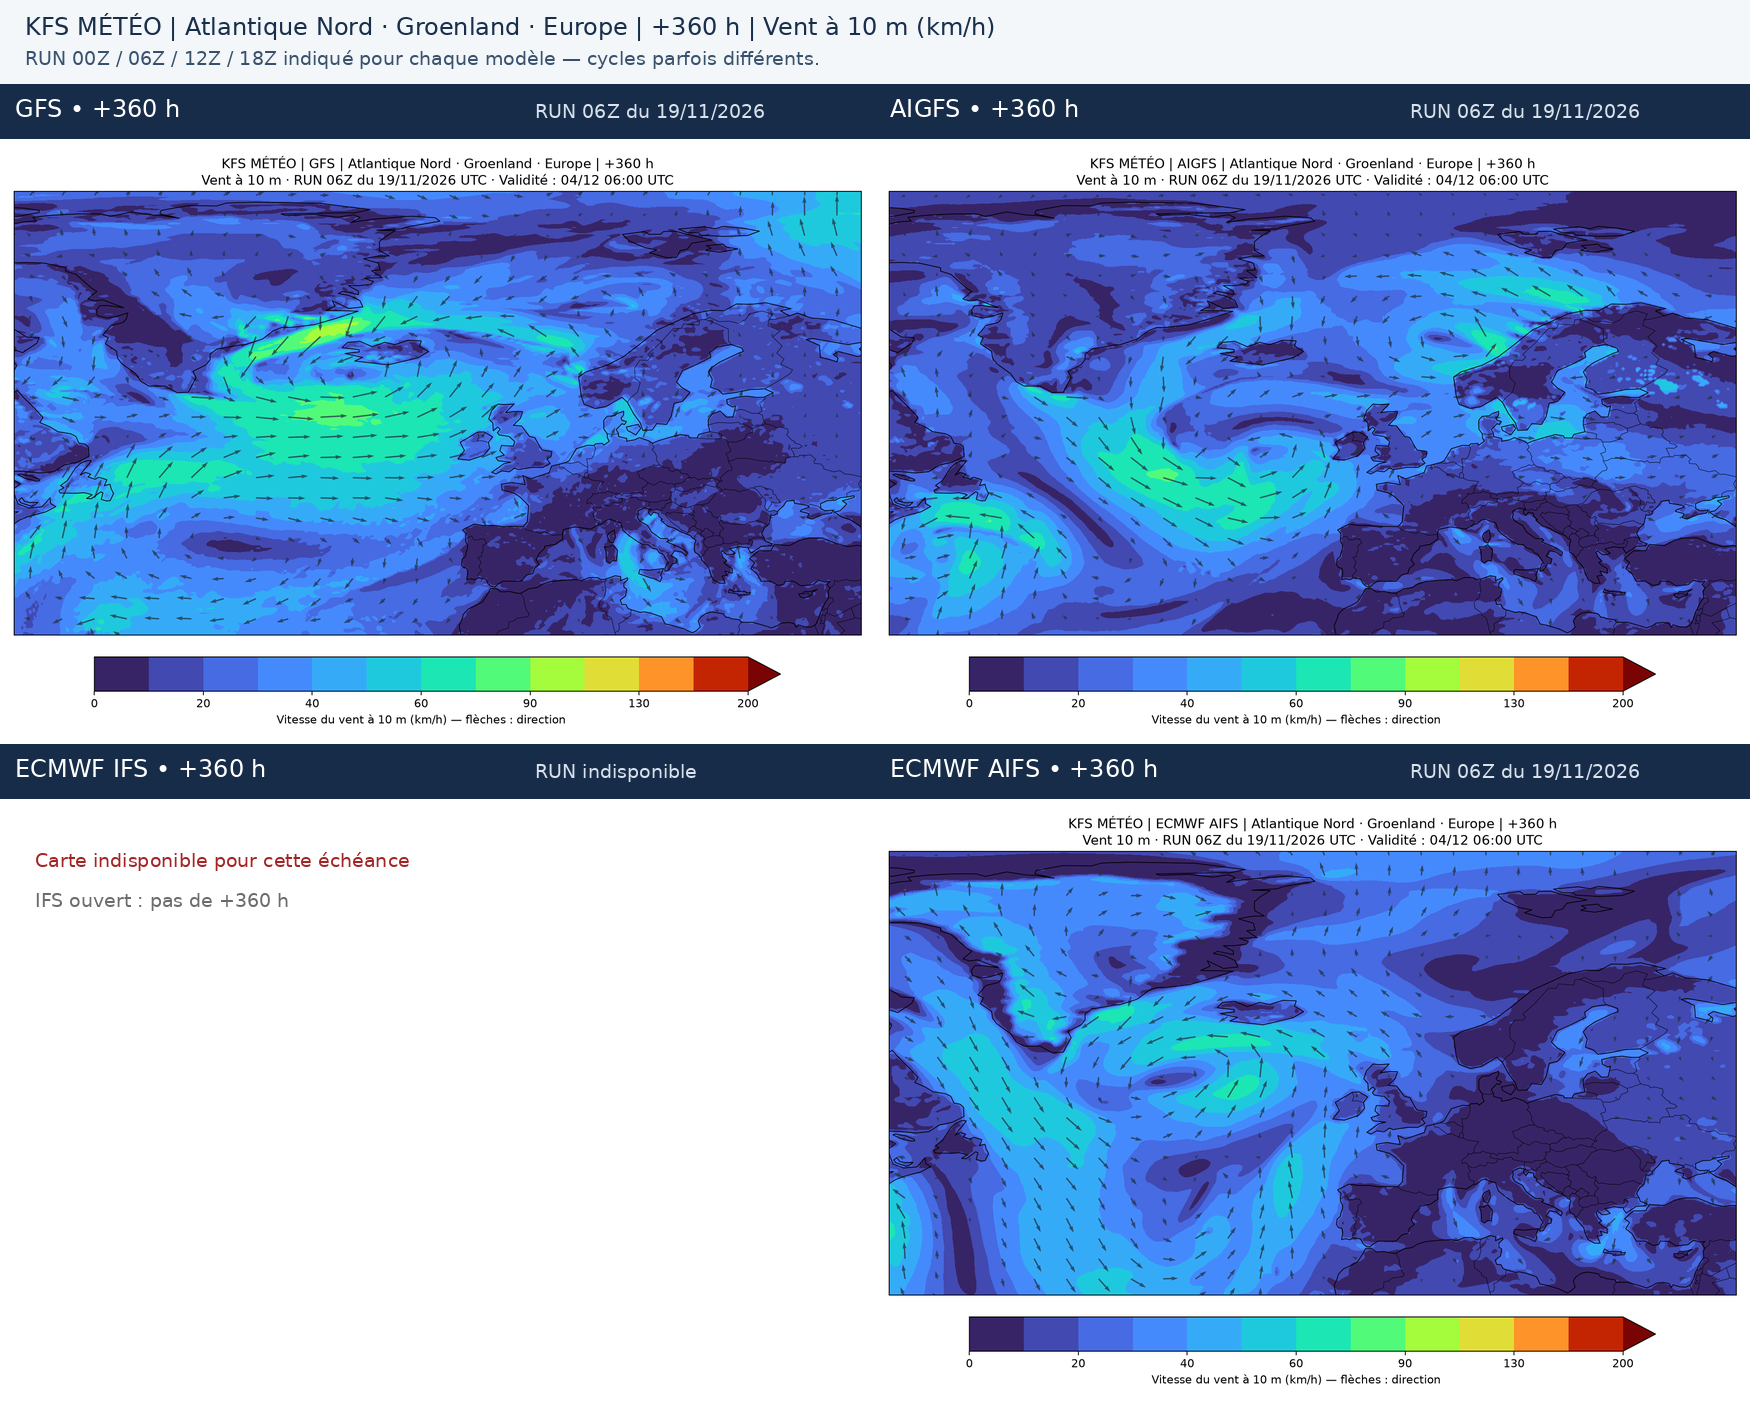 KFS MÉTÉO | Atlantique Nord · Groenland · Europe | +360 h | Vent à 10 m (km/h)
RUN 00Z / 06Z / 12Z / 18Z indiqué pour chaque modèle — cycles parfois différents.
GFS • +360 h
RUN 06Z du 19/11/2026
KFS MÉTÉO | GFS | Atlantique Nord · Groenland · Europe | +360 h
Vent à 10 m · RUN 06Z du 19/11/2026 UTC · Validité : 04/12 06:00 UTC
0 20 40 60 90 130 200
Vitesse du vent à 10 m (km/h) — flèches : direction
AIGFS • +360 h
RUN 06Z du 19/11/2026
KFS MÉTÉO | AIGFS | Atlantique Nord · Groenland · Europe | +360 h
Vent à 10 m · RUN 06Z du 19/11/2026 UTC · Validité : 04/12 06:00 UTC
0 20 40 60 90 130 200
Vitesse du vent à 10 m (km/h) — flèches : direction
ECMWF IFS • +360 h
RUN indisponible
Carte indisponible pour cette échéance
IFS ouvert : pas de +360 h
ECMWF AIFS • +360 h
RUN 06Z du 19/11/2026
KFS MÉTÉO | ECMWF AIFS | Atlantique Nord · Groenland · Europe | +360 h
Vent 10 m · RUN 06Z du 19/11/2026 UTC · Validité : 04/12 06:00 UTC
0 20 40 60 90 130 200
Vitesse du vent à 10 m (km/h) — flèches : direction